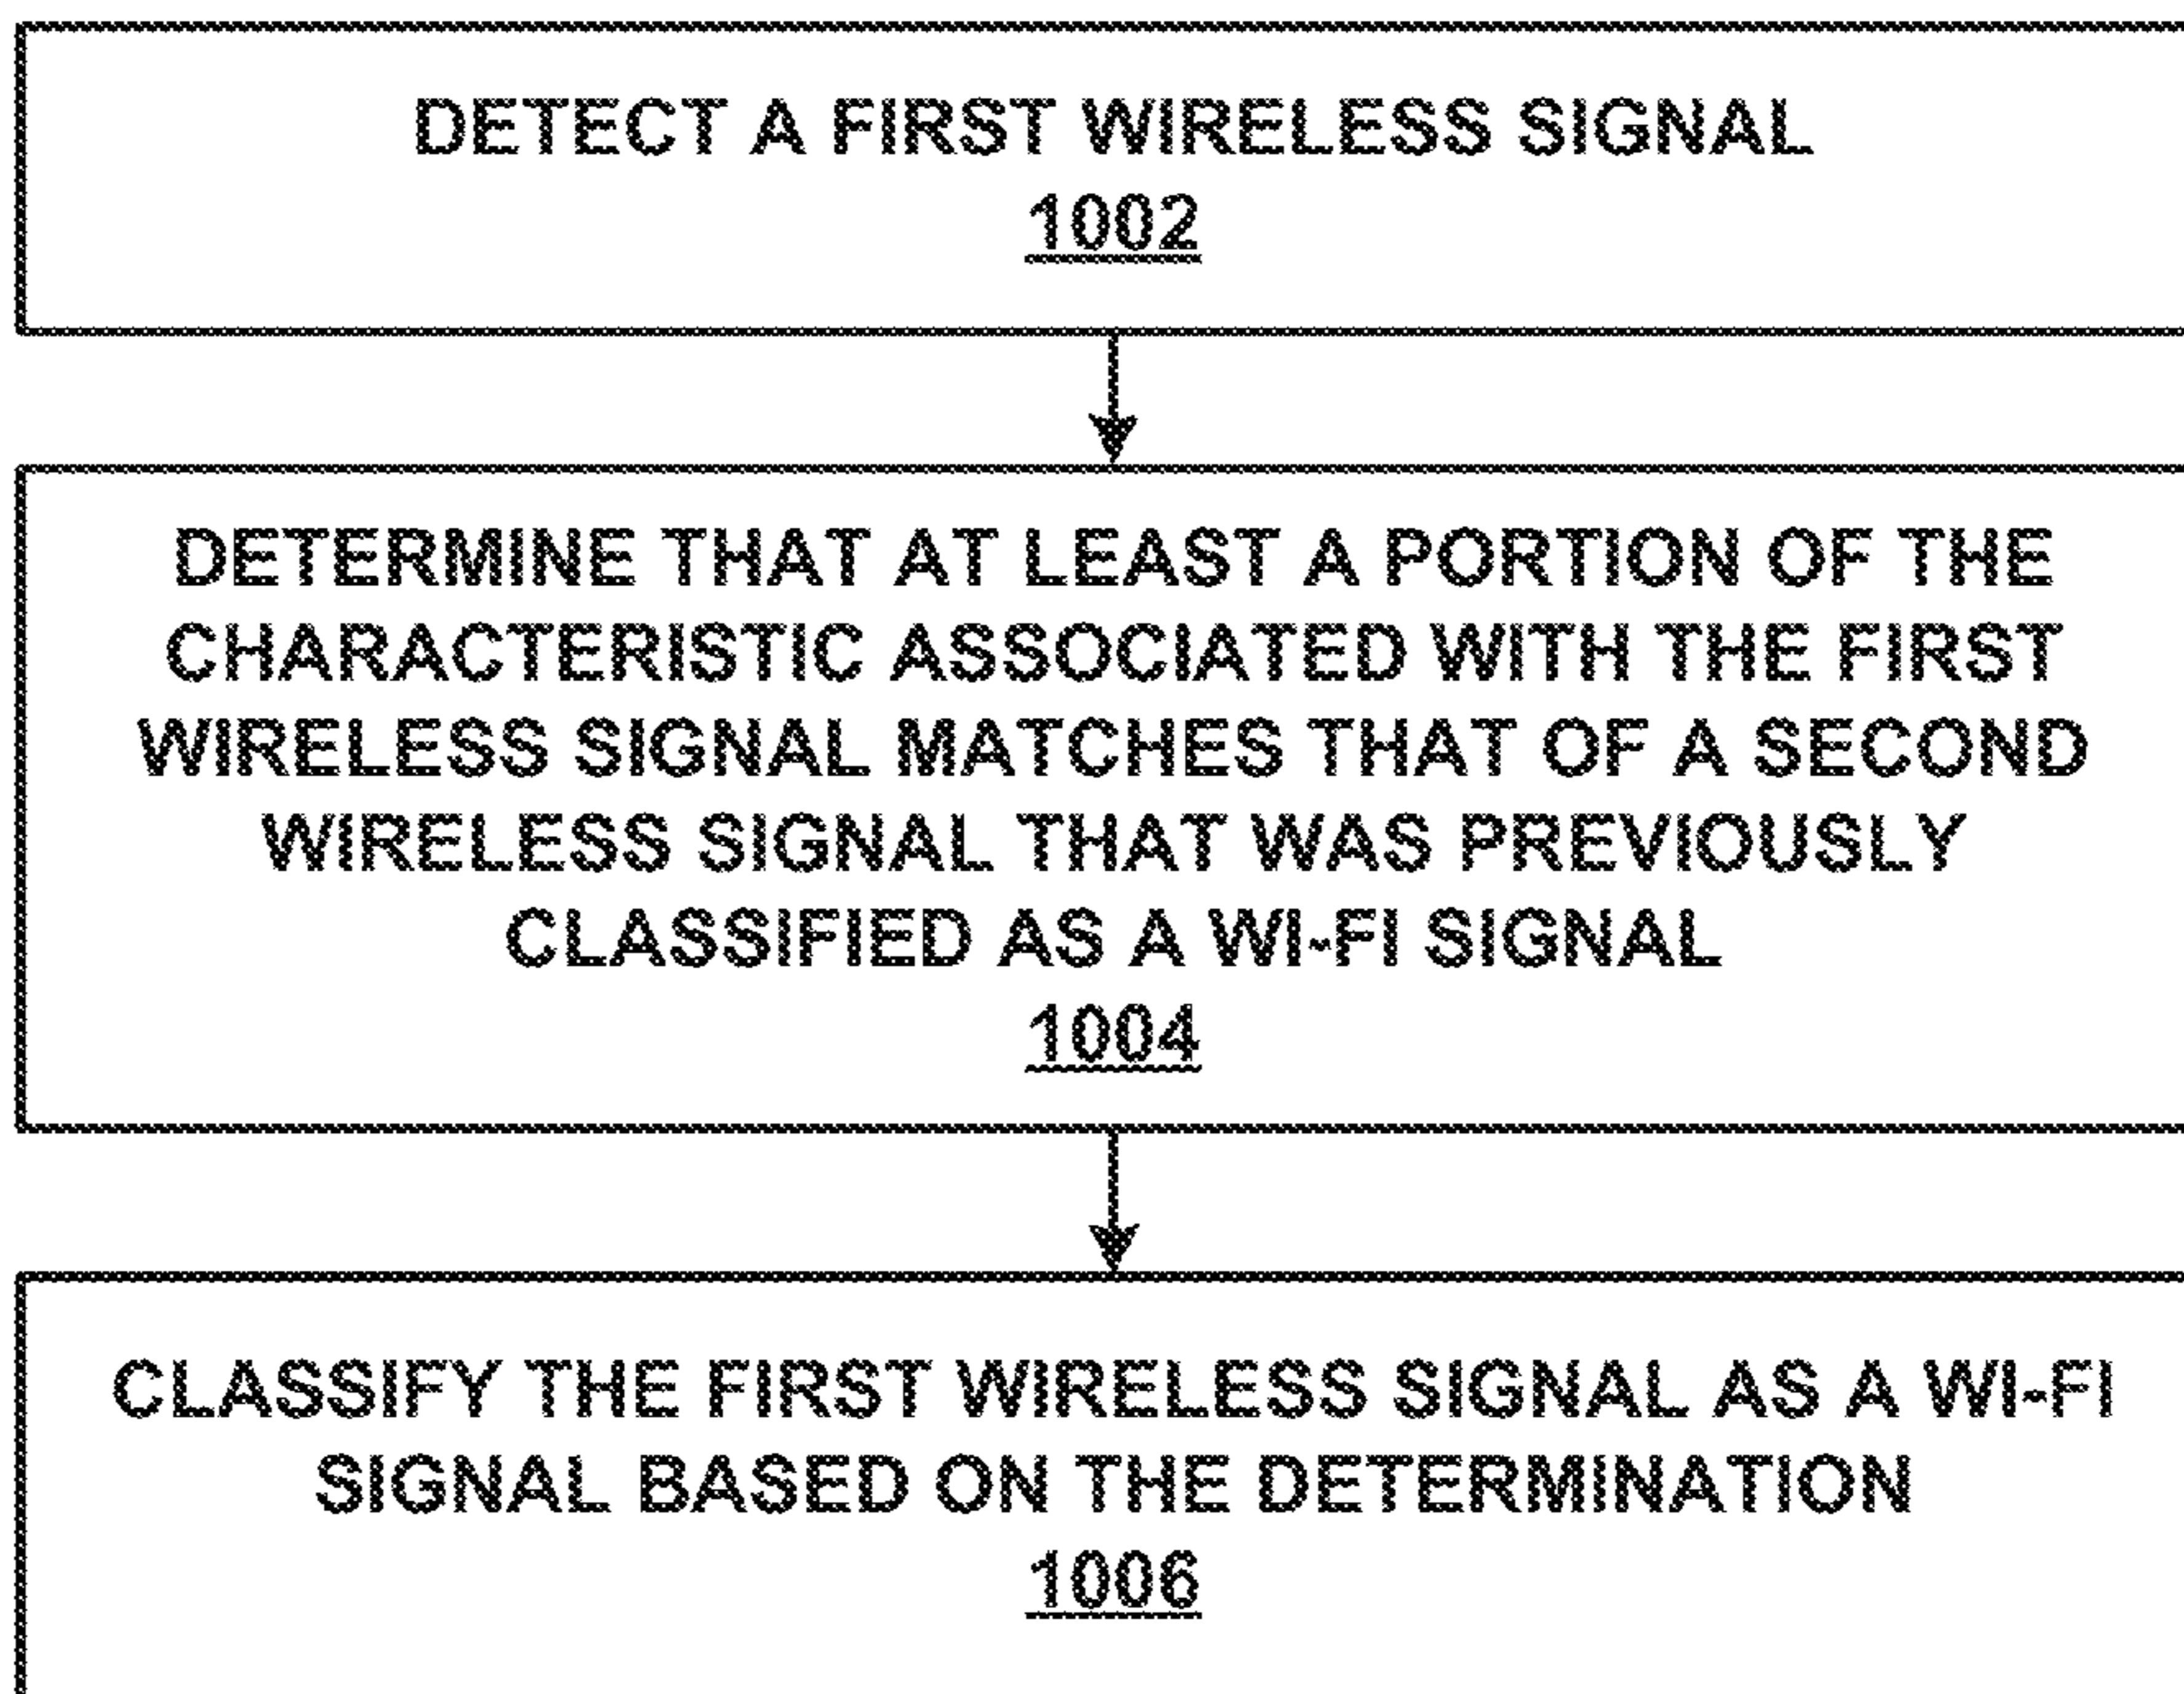 DETECT A FIRST WIRELESS SIGNAL
1002
DETERMINE THAT AT LEAST A PORTION OF THE
CHARACTERISTIC ASSOCIATED WITH THE FIRST
WIRELESS SIGNAL MATCHES THAT OF A SECOND
WIRELESS SIGNAL THAT WAS PREVIOUSLY
CLASSIFIED AS A WI-FI SIGNAL
1004
CLASSIFY THE FIRST WIRELESS SIGNAL AS A WI-FI
SIGNAL BASED ON THE DETERMINATION
1006